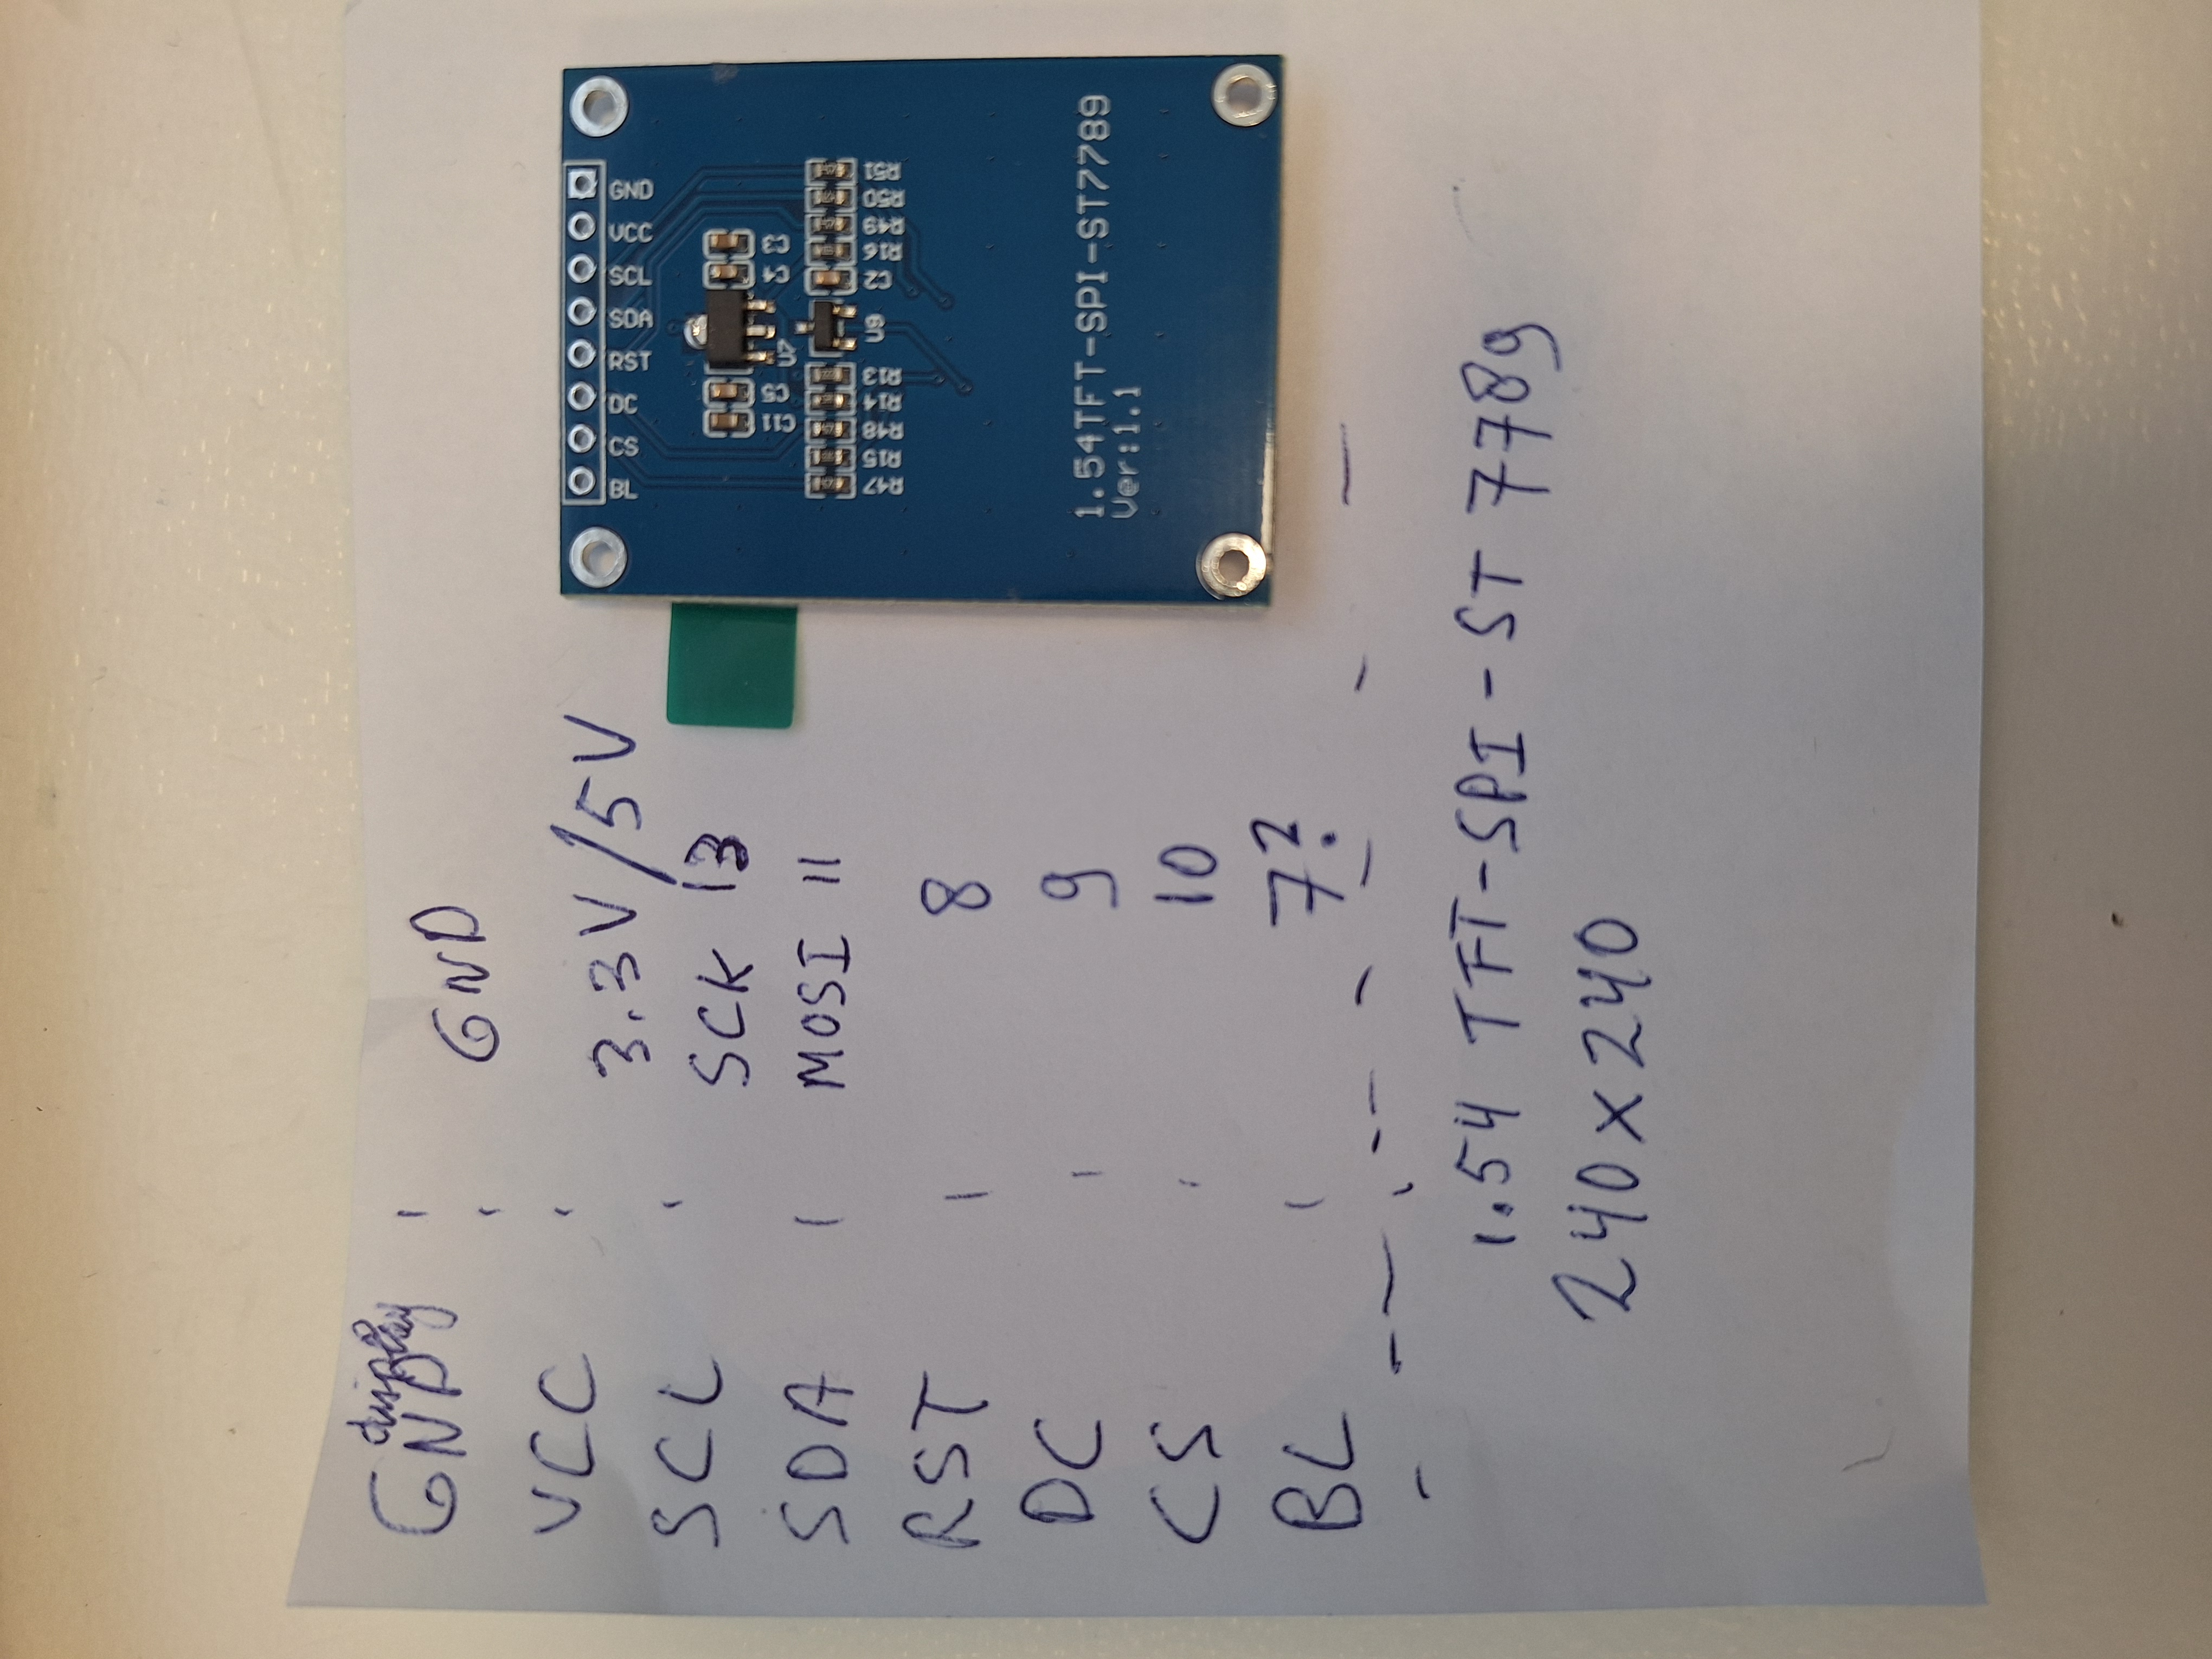 display
GND GND
VCC 3.3V/5V
SCL SCK 13
SDA MOSI 11
RST 8
DC 9
CS 10
BL 7?
1.54 TFT-SPI-ST 7789
240x240
BL CS DC RST SDA SCL VCC GND
C11 C5 U7 C4 C3
R47 R15 R48 R14 R13 U9 C2 R16 R49 R50 R51
1.54TFT-SPI-ST7789
Ver:1.1